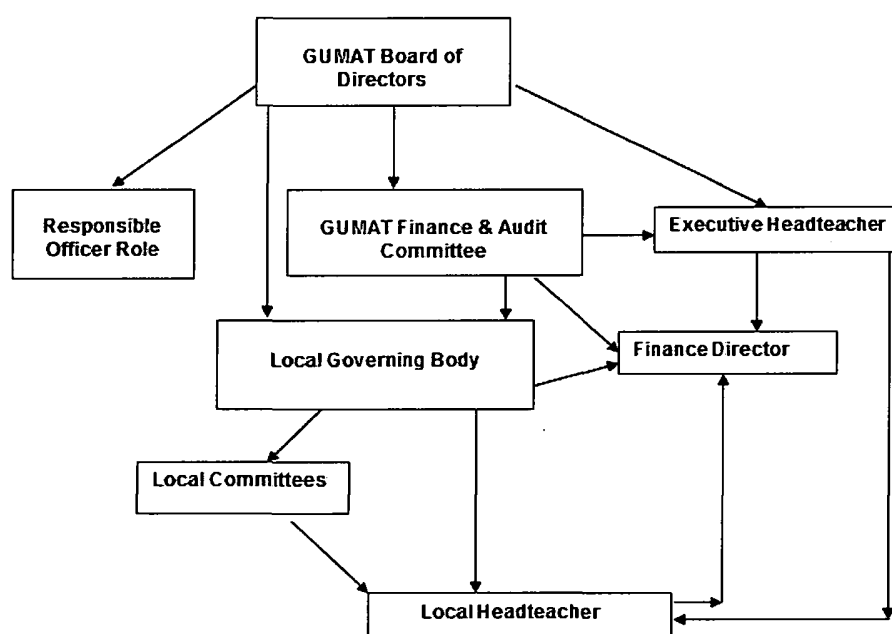 GUMAT Board of
Directors
Responsible
Officer Role
GUMAT Finance & Audit
Committee
Executive Headteacher
Local Governing Body
Finance Director
Local Committees
Local Headteacher